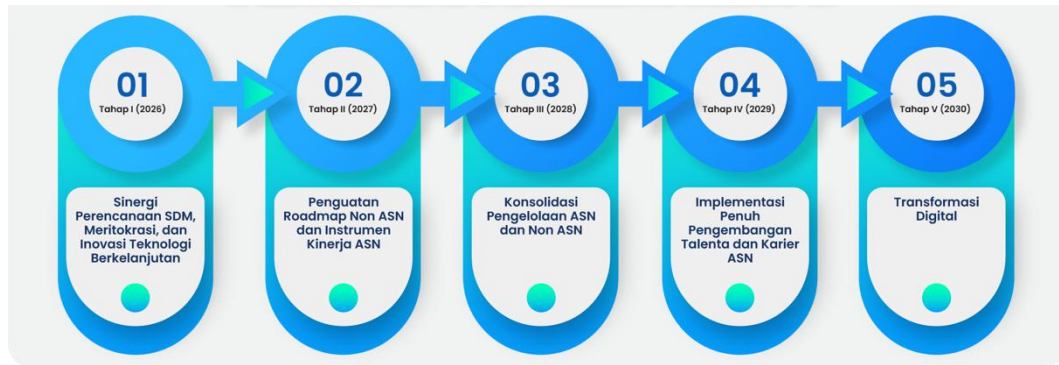 01
Tahap I (2026)
Sinergi
Perencanaan SDM,
Meritokrasi, dan
Inovasi Teknologi
Berkelanjutan
02
Tahap II (2027)
Penguatan
Roadmap Non ASN
dan Instrumen
Kinerja ASN
03
Tahap III (2028)
Konsolidasi
Pengelolaan ASN
dan Non ASN
04
Tahap IV (2029)
Implementasi
Penuh
Pengembangan
Talenta dan Karier
ASN
05
Tahap V (2030)
Transformasi
Digital